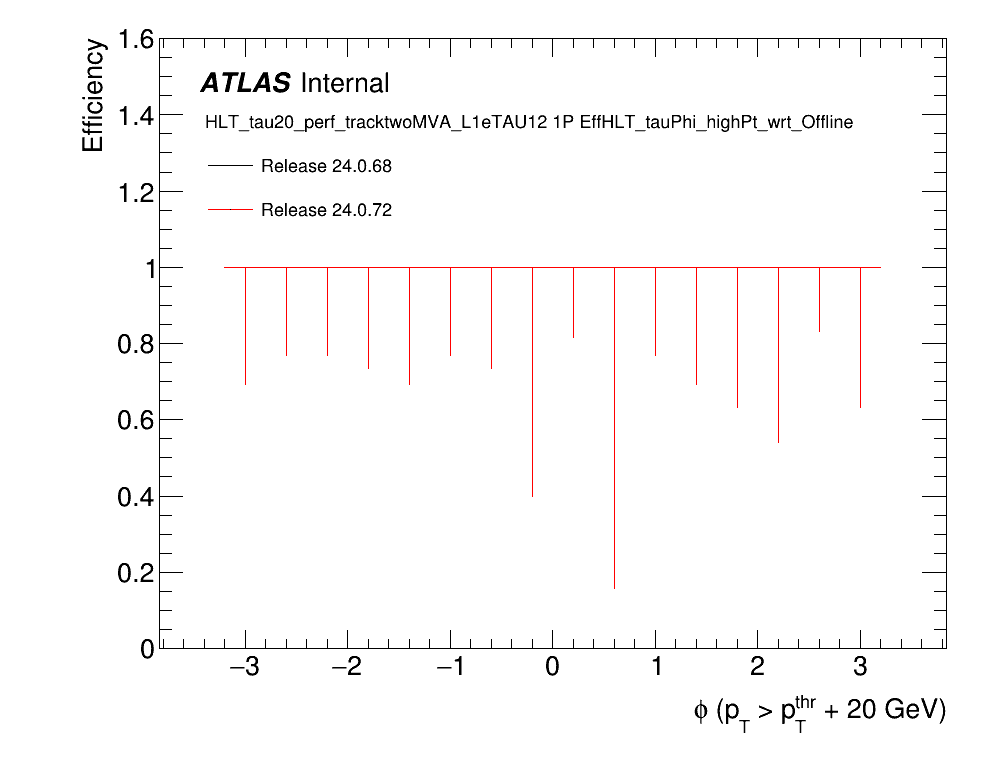 1.6
1.4
1.2
1
0.8
0.6
0.4
0.2
0
Efficiency
ATLAS Internal
HLT_tau20_perf_tracktwoMVA_L1eTAU12 1P EffHLT_tauPhi_highPt_wrt_Offline
Release 24.0.68
Release 24.0.72
−3 −2 −1 0 1 2 3
ϕ (p_T > p_T^thr + 20 GeV)